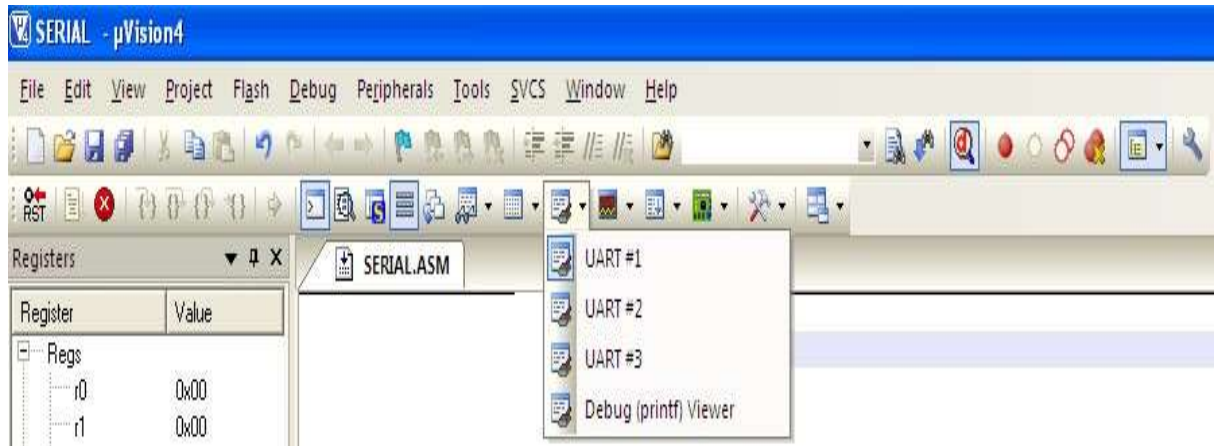 SERIAL - µVision4
File Edit View Project Flash Debug Peripherals Tools SVCS Window Help
RST
Registers
SERIAL.ASM
UART #1
Register Value
UART #2
Regs
UART #3
r0 0x00
Debug (printf) Viewer
r1 0x00